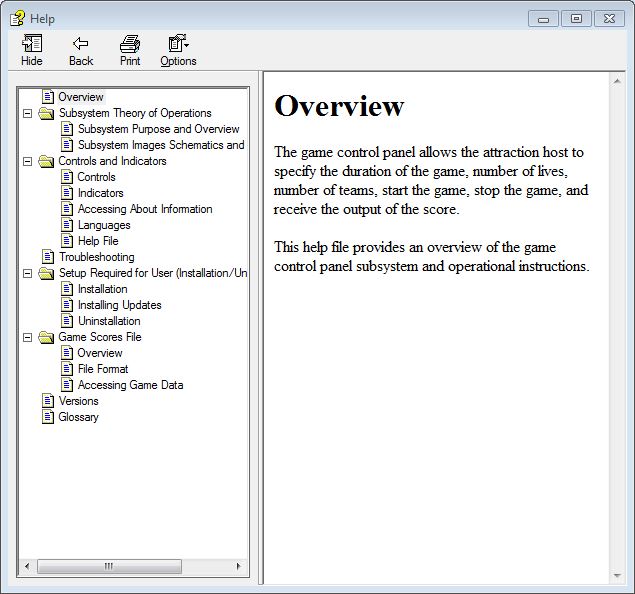 Help
Hide Back Print Options
Overview
Subsystem Theory of Operations
Subsystem Purpose and Overview
Subsystem Images Schematics and
Controls and Indicators
Controls
Indicators
Accessing About Information
Languages
Help File
Troubleshooting
Setup Required for User (Installation/Un
Installation
Installing Updates
Uninstallation
Game Scores File
Overview
File Format
Accessing Game Data
Versions
Glossary
Overview
The game control panel allows the attraction host to
specify the duration of the game, number of lives,
number of teams, start the game, stop the game, and
receive the output of the score.
This help file provides an overview of the game
control panel subsystem and operational instructions.